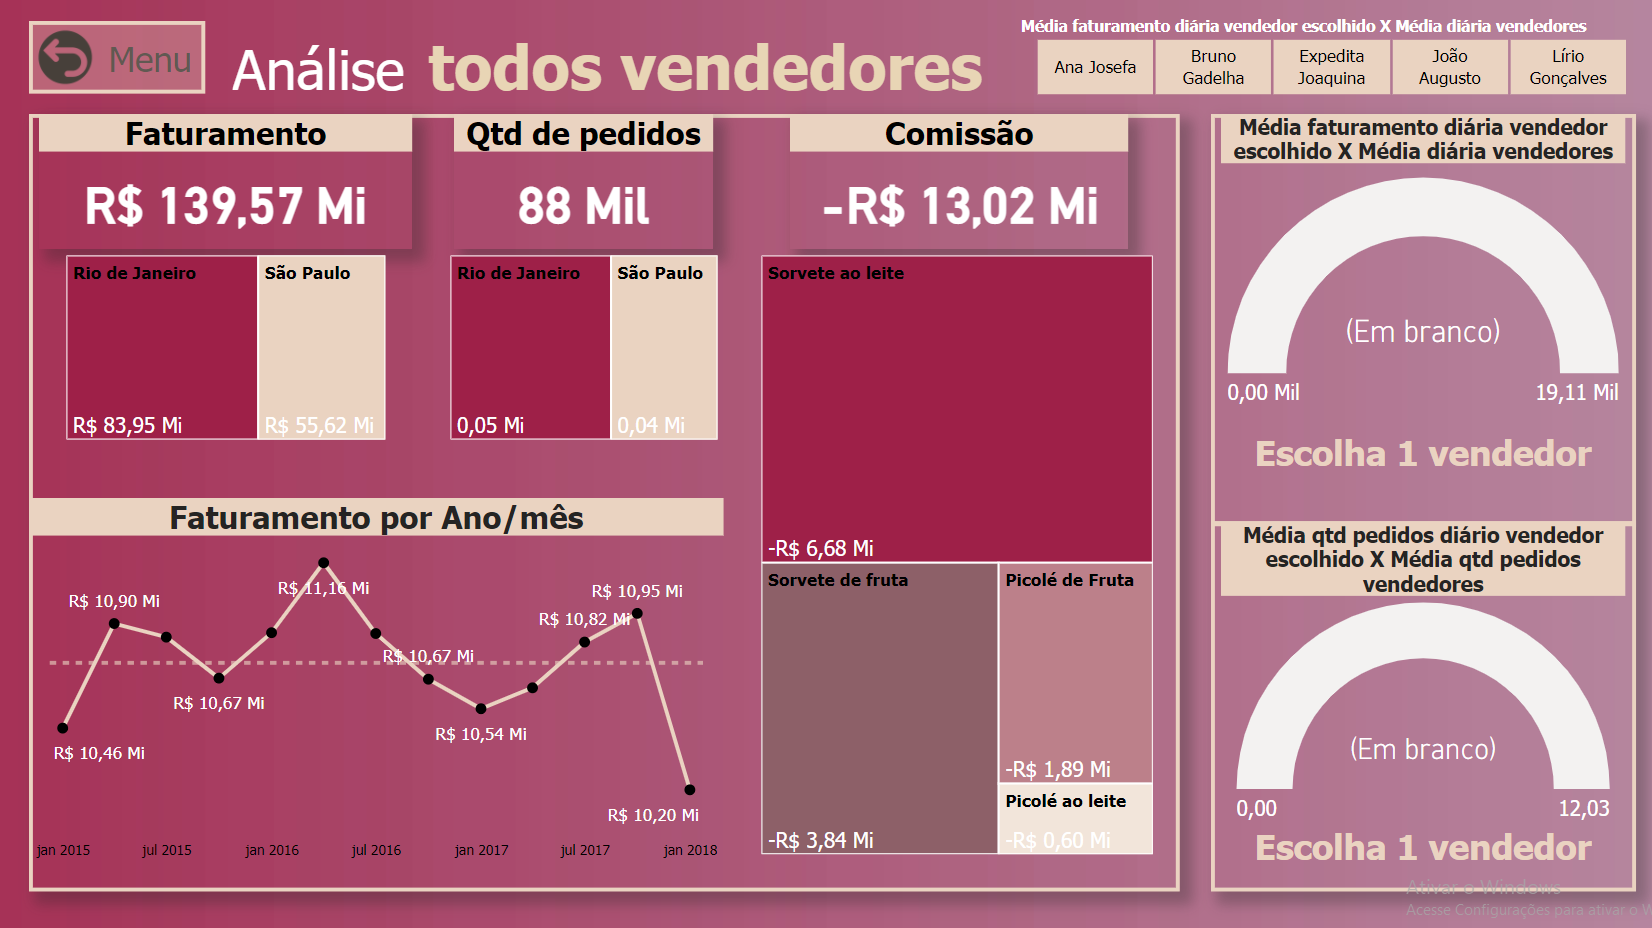 Menu
Análise todos vendedores
Média faturamento diária vendedor escolhido X Média diária vendedores
Ana Josefa
Bruno
Gadelha
Expedita
Joaquina
João
Augusto
Lírio
Gonçalves
Faturamento
R$ 139,57 Mi
Qtd de pedidos
88 Mil
Comissão
-R$ 13,02 Mi
Rio de Janeiro
R$ 83,95 Mi
São Paulo
R$ 55,62 Mi
Rio de Janeiro
0,05 Mi
São Paulo
0,04 Mi
Sorvete ao leite
-R$ 6,68 Mi
Sorvete de fruta
-R$ 3,84 Mi
Picolé de Fruta
-R$ 1,89 Mi
Picolé ao leite
-R$ 0,60 Mi
Faturamento por Ano/mês
R$ 10,46 Mi
R$ 10,90 Mi
R$ 10,67 Mi
R$ 11,16 Mi
R$ 10,67 Mi
R$ 10,54 Mi
R$ 10,82 Mi
R$ 10,95 Mi
R$ 10,20 Mi
jan 2015
jul 2015
jan 2016
jul 2016
jan 2017
jul 2017
jan 2018
Média faturamento diária vendedor
escolhido X Média diária vendedores
(Em branco)
0,00 Mil
19,11 Mil
Escolha 1 vendedor
Média qtd pedidos diário vendedor
escolhido X Média qtd pedidos
vendedores
(Em branco)
0,00
12,03
Escolha 1 vendedor
Ativar o Windows
Acesse Configurações para ativar o W